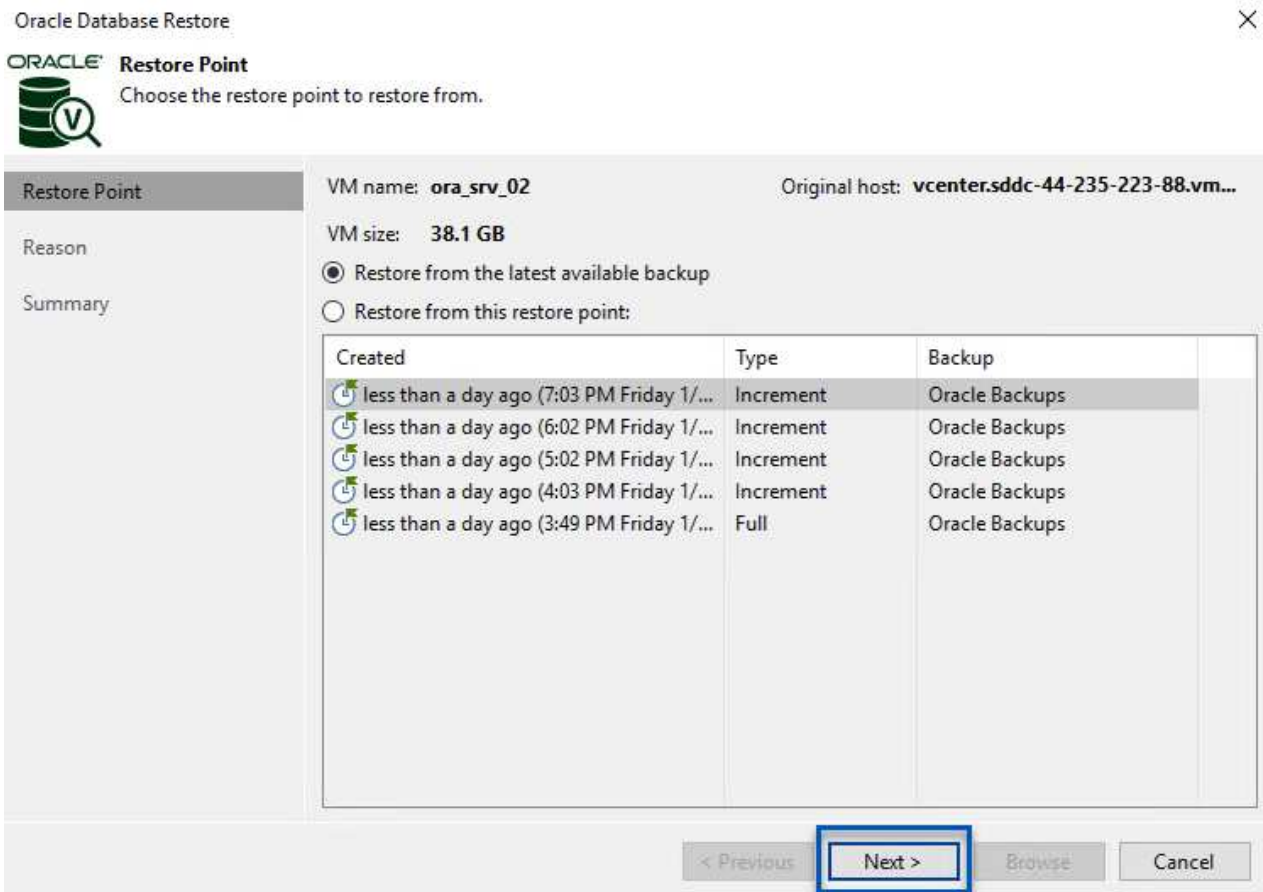 Oracle Database Restore
ORACLE
Restore Point
Choose the restore point to restore from.
Restore Point
Reason
Summary
VM name: ora_srv_02
Original host: vcenter.sddc-44-235-223-88.vm...
VM size: 38.1 GB
Restore from the latest available backup
Restore from this restore point:
Created Type Backup
less than a day ago (7:03 PM Friday 1/... Increment Oracle Backups
less than a day ago (6:02 PM Friday 1/... Increment Oracle Backups
less than a day ago (5:02 PM Friday 1/... Increment Oracle Backups
less than a day ago (4:03 PM Friday 1/... Increment Oracle Backups
less than a day ago (3:49 PM Friday 1/... Full Oracle Backups
< Previous Next > Browse Cancel